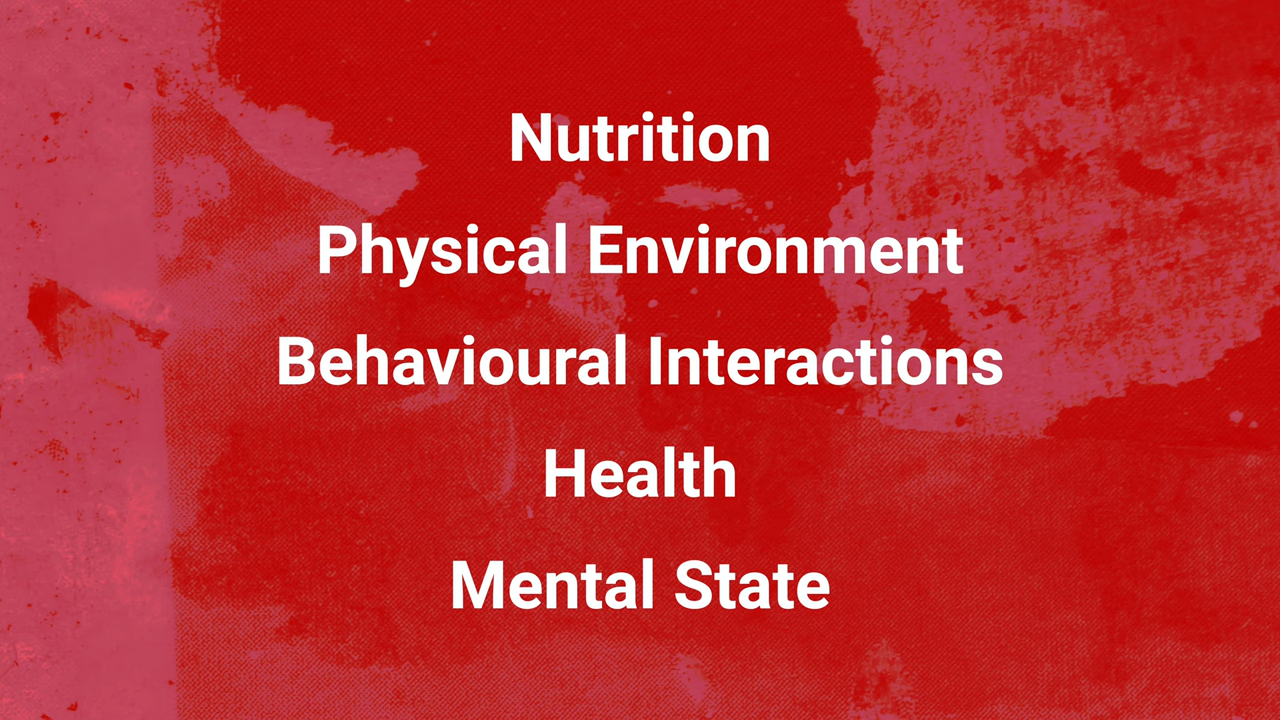 Nutrition
Physical Environment
Behavioural Interactions
Health
Mental State